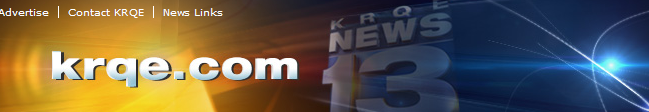 Advertise | Contact KRQE | News Links
krqe.com
KRQE
NEWS
13